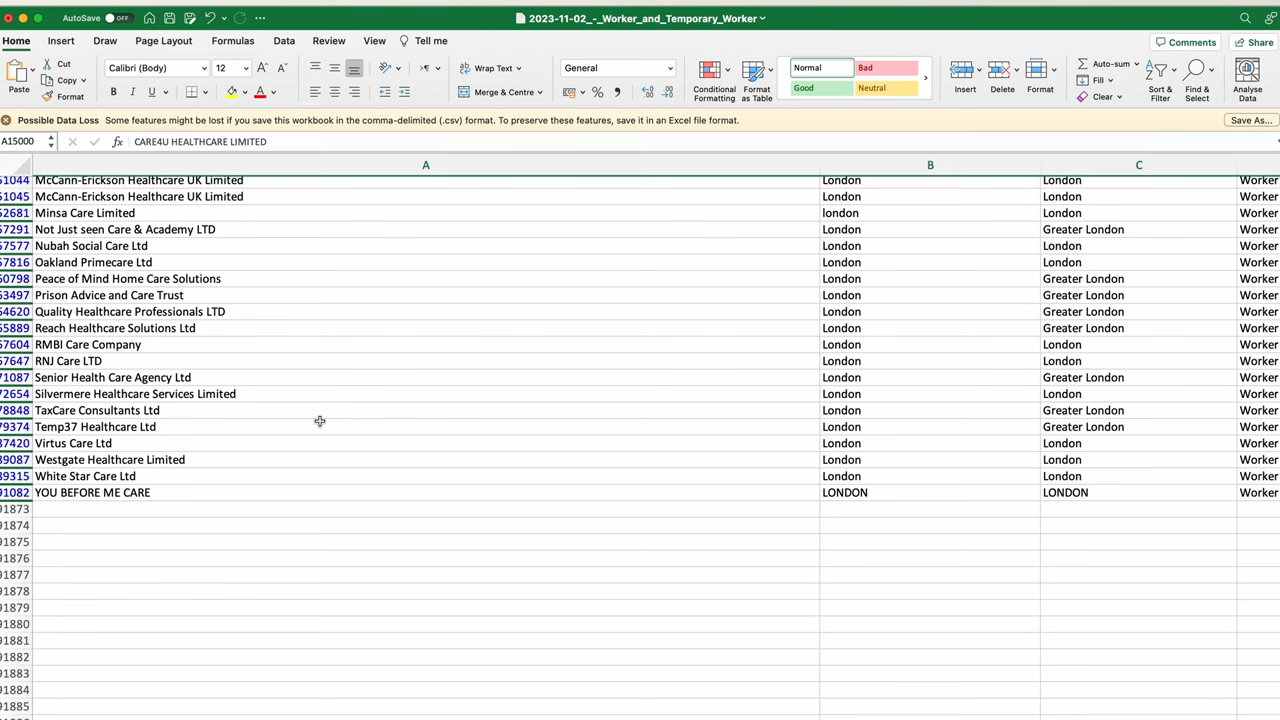 AutoSave OFF 2023-11-02_-_Worker_and_Temporary_Worker
Home Insert Draw Page Layout Formulas Data Review View Tell me Comments Share
Paste Cut Copy Format
Calibri (Body) 12 A A
B I U A
Wrap Text
Merge & Centre
General
Conditional Formatting
Format as Table
Normal Bad
Good Neutral
Insert Delete Format
Auto-sum
Fill
Clear
Sort & Filter
Find & Select
Analyse Data
Possible Data Loss Some features might be lost if you save this workbook in the comma-delimited (.csv) format. To preserve these features, save it in an Excel file format. Save As...
A15000 fx CARE4U HEALTHCARE LIMITED
A B C
51044 McCann-Erickson Healthcare UK Limited London London Worker
51045 McCann-Erickson Healthcare UK Limited London London Worker
52681 Minsa Care Limited london London Worker
57291 Not Just seen Care & Academy LTD London Greater London Worker
57577 Nubah Social Care Ltd London London Worker
57816 Oakland Primecare Ltd London London Worker
60798 Peace of Mind Home Care Solutions London Greater London Worker
63497 Prison Advice and Care Trust London Greater London Worker
64620 Quality Healthcare Professionals LTD London Greater London Worker
65889 Reach Healthcare Solutions Ltd London Greater London Worker
67604 RMBI Care Company London London Worker
67647 RNJ Care LTD London London Worker
71087 Senior Health Care Agency Ltd London Greater London Worker
72654 Silvermere Healthcare Services Limited London London Worker
78848 TaxCare Consultants Ltd London Greater London Worker
79374 Temp37 Healthcare Ltd London Greater London Worker
87420 Virtus Care Ltd London London Worker
89087 Westgate Healthcare Limited London London Worker
89315 White Star Care Ltd London London Worker
91082 YOU BEFORE ME CARE LONDON LONDON Worker
91873
91874
91875
91876
91877
91878
91879
91880
91881
91882
91883
91884
91885